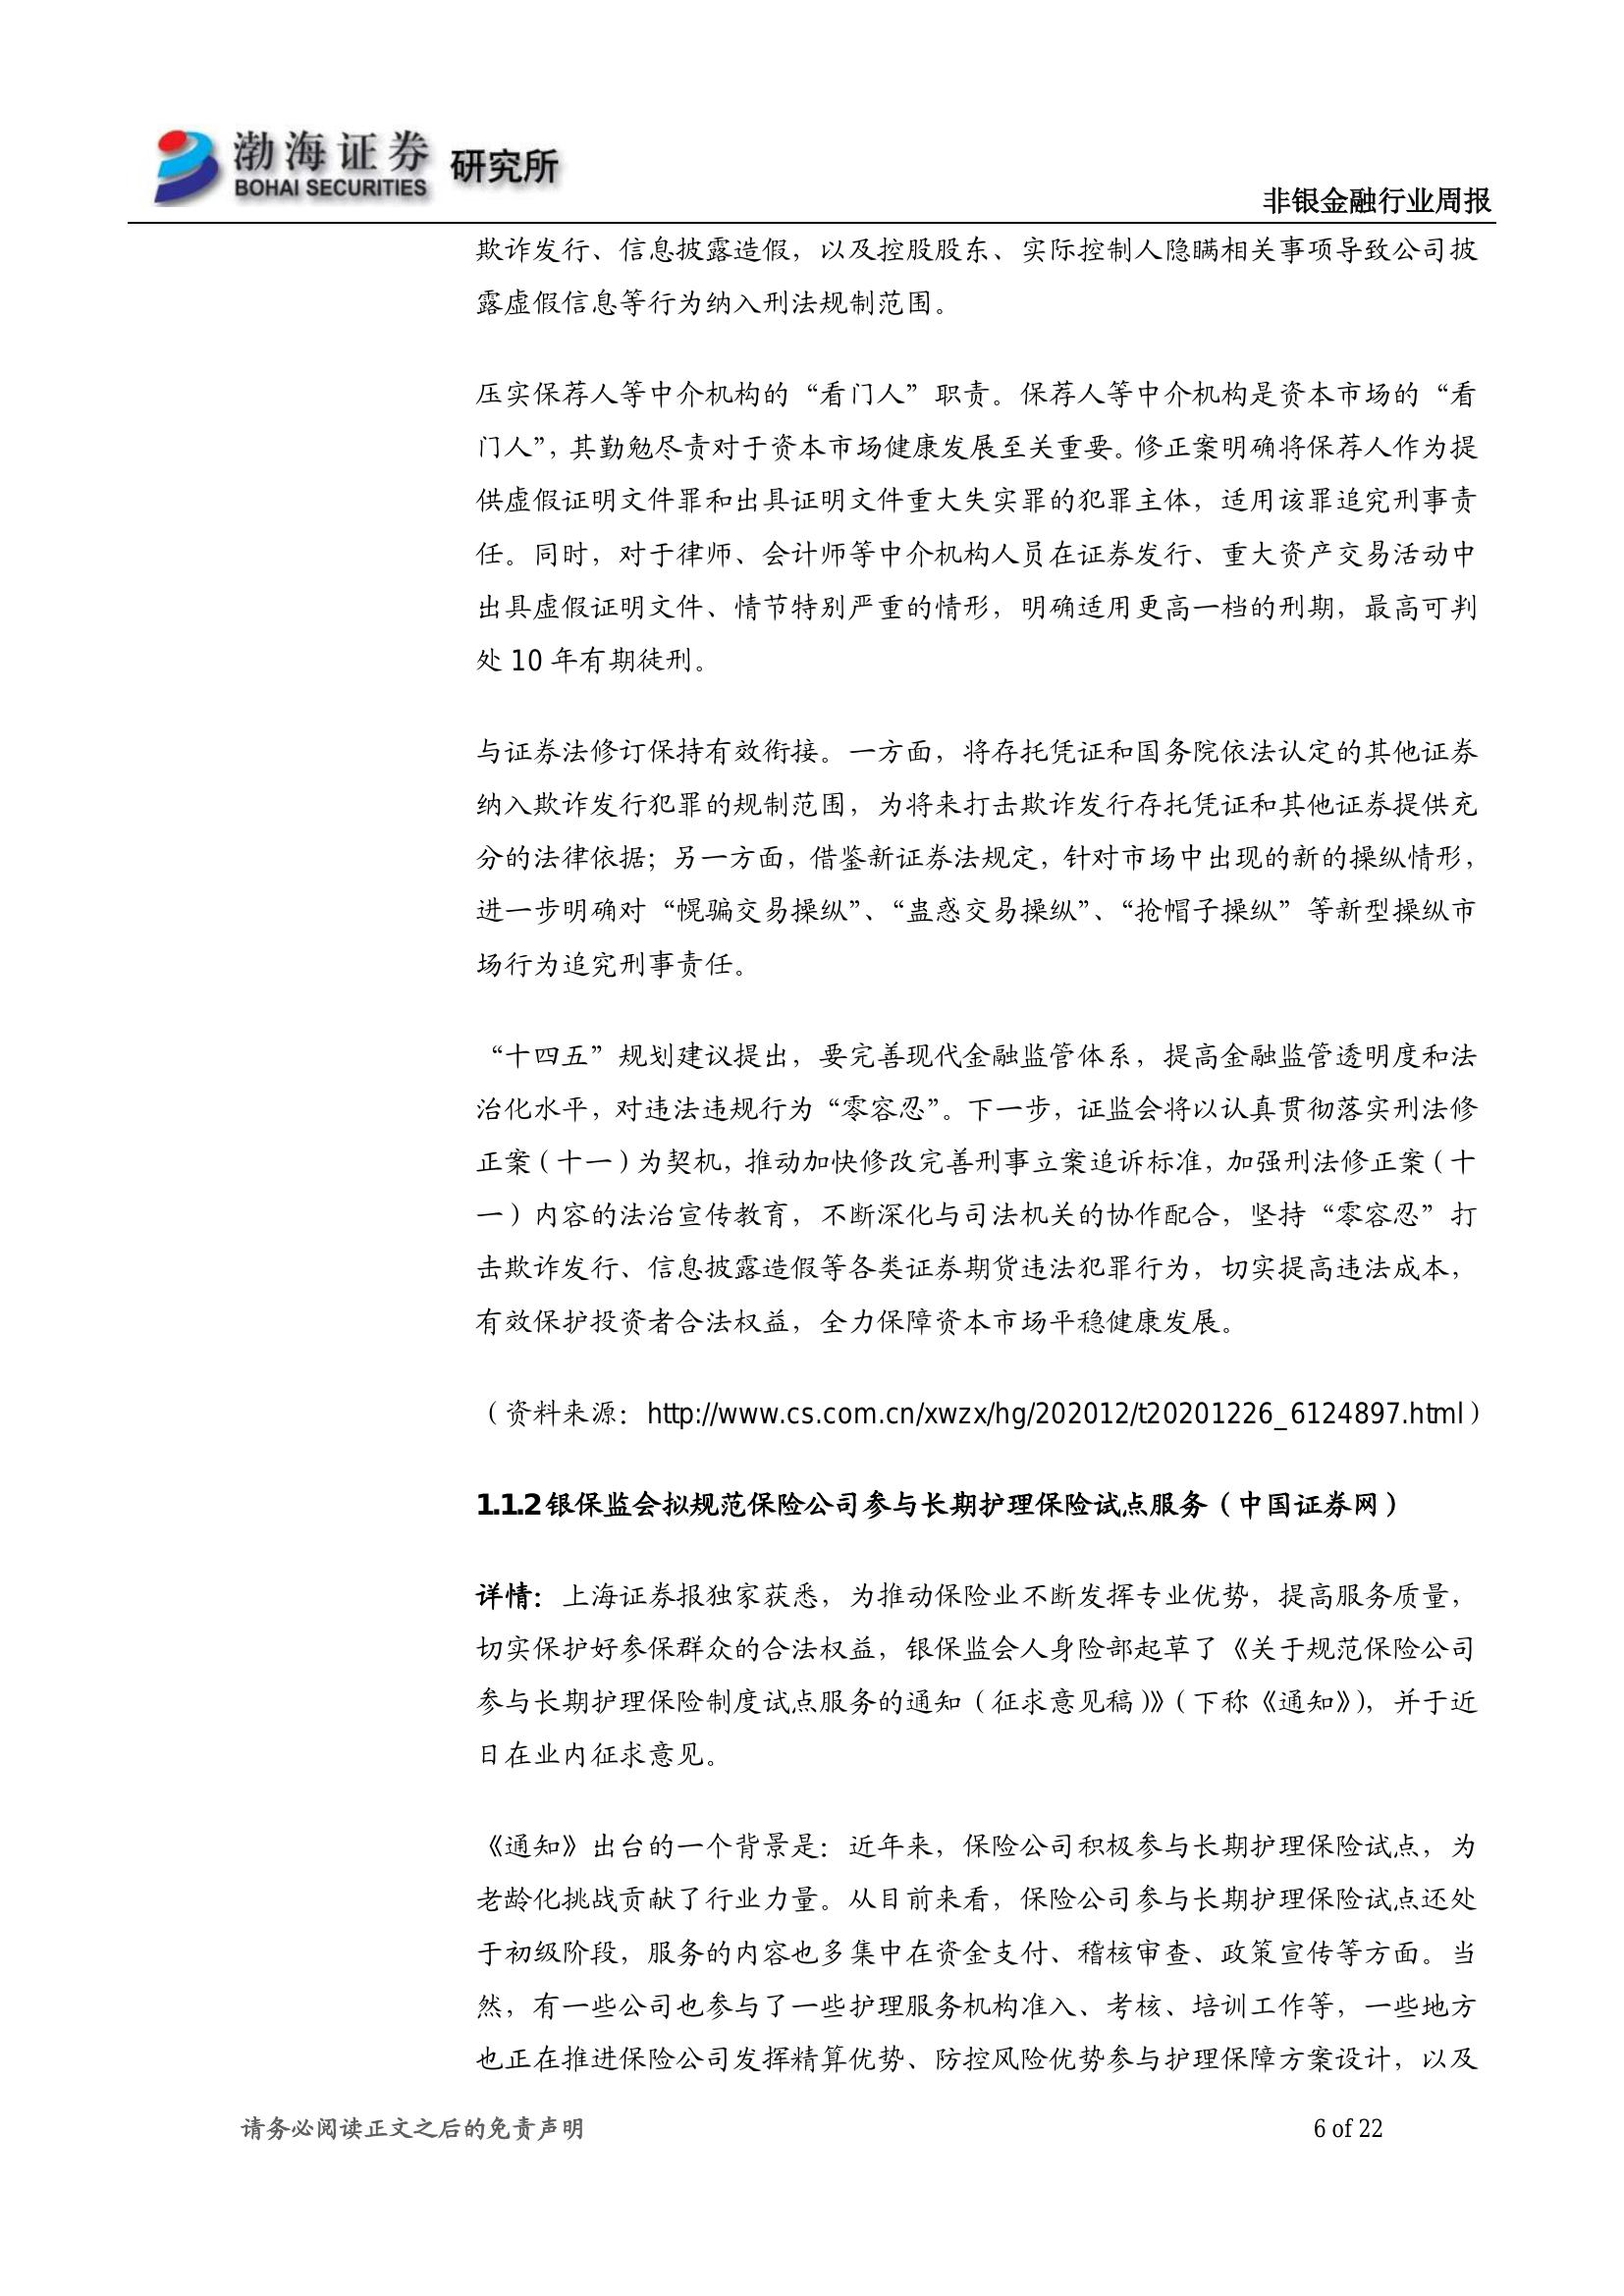 渤海证券 研究所
BOHAI SECURITIES
非银金融行业周报
欺诈发行、信息披露造假，以及控股股东、实际控制人隐瞒相关事项导致公司披
露虚假信息等行为纳入刑法规制范围。
压实保荐人等中介机构的“看门人”职责。保荐人等中介机构是资本市场的“看
门人”，其勤勉尽责对于资本市场健康发展至关重要。修正案明确将保荐人作为提
供虚假证明文件罪和出具证明文件重大失实罪的犯罪主体，适用该罪追究刑事责
任。同时，对于律师、会计师等中介机构人员在证券发行、重大资产交易活动中
出具虚假证明文件、情节特别严重的情形，明确适用更高一档的刑期，最高可判
处 10 年有期徒刑。
与证券法修订保持有效衔接。一方面，将存托凭证和国务院依法认定的其他证券
纳入欺诈发行犯罪的规制范围，为将来打击欺诈发行存托凭证和其他证券提供充
分的法律依据；另一方面，借鉴新证券法规定，针对市场中出现的新的操纵情形，
进一步明确对“幌骗交易操纵”、“蛊惑交易操纵”、“抢帽子操纵”等新型操纵市
场行为追究刑事责任。
“十四五”规划建议提出，要完善现代金融监管体系，提高金融监管透明度和法
治化水平，对违法违规行为“零容忍”。下一步，证监会将以认真贯彻落实刑法修
正案（十一）为契机，推动加快修改完善刑事立案追诉标准，加强刑法修正案（十
一）内容的法治宣传教育，不断深化与司法机关的协作配合，坚持“零容忍”打
击欺诈发行、信息披露造假等各类证券期货违法犯罪行为，切实提高违法成本，
有效保护投资者合法权益，全力保障资本市场平稳健康发展。
（资料来源：http://www.cs.com.cn/xwzx/hg/202012/t20201226_6124897.html）
1.1.2 银保监会拟规范保险公司参与长期护理保险试点服务（中国证券网）
详情：上海证券报独家获悉，为推动保险业不断发挥专业优势，提高服务质量，
切实保护好参保群众的合法权益，银保监会人身险部起草了《关于规范保险公司
参与长期护理保险制度试点服务的通知（征求意见稿）》（下称《通知》），并于近
日在业内征求意见。
《通知》出台的一个背景是：近年来，保险公司积极参与长期护理保险试点，为
老龄化挑战贡献了行业力量。从目前来看，保险公司参与长期护理保险试点还处
于初级阶段，服务的内容也多集中在资金支付、稽核审查、政策宣传等方面。当
然，有一些公司也参与了一些护理服务机构准入、考核、培训工作等，一些地方
也正在推进保险公司发挥精算优势、防控风险优势参与护理保障方案设计，以及
请务必阅读正文之后的免责声明
6 of 22